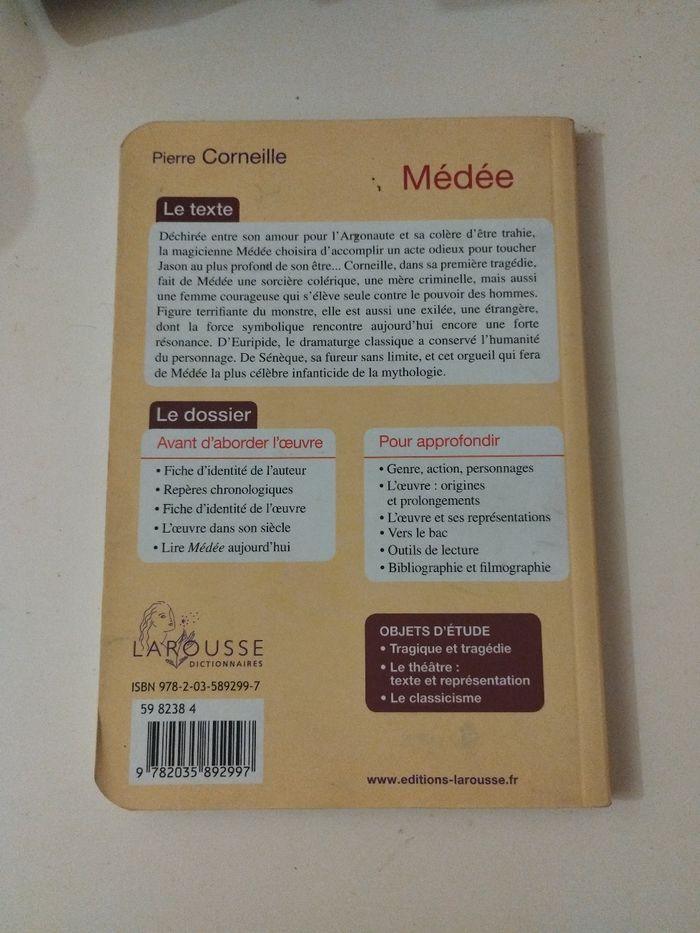 Pierre Corneille
Médée
Le texte
Déchirée entre son amour pour l'Argonaute et sa colère d'être trahie,
la magicienne Médée choisira d'accomplir un acte odieux pour toucher
Jason au plus profond de son être... Corneille, dans sa première tragédie,
fait de Médée une sorcière colérique, une mère criminelle, mais aussi
une femme courageuse qui s'élève seule contre le pouvoir des hommes.
Figure terrifiante du monstre, elle est aussi une exilée, une étrangère,
dont la force symbolique rencontre aujourd'hui encore une forte
résonance. D'Euripide, le dramaturge classique a conservé l'humanité
du personnage. De Sénèque, sa fureur sans limite, et cet orgueil qui fera
de Médée la plus célèbre infanticide de la mythologie.
Le dossier
Avant d'aborder l'œuvre
• Fiche d'identité de l'auteur
• Repères chronologiques
• Fiche d'identité de l'œuvre
• L'œuvre dans son siècle
• Lire Médée aujourd'hui
Pour approfondir
• Genre, action, personnages
• L'œuvre : origines
et prolongements
• L'œuvre et ses représentations
• Vers le bac
• Outils de lecture
• Bibliographie et filmographie
LAROUSSE
DICTIONNAIRES
ISBN 978-2-03-589299-7
59 8238 4
9 782035 892997
OBJETS D'ÉTUDE
• Tragique et tragédie
• Le théâtre :
texte et représentation
• Le classicisme
www.editions-larousse.fr